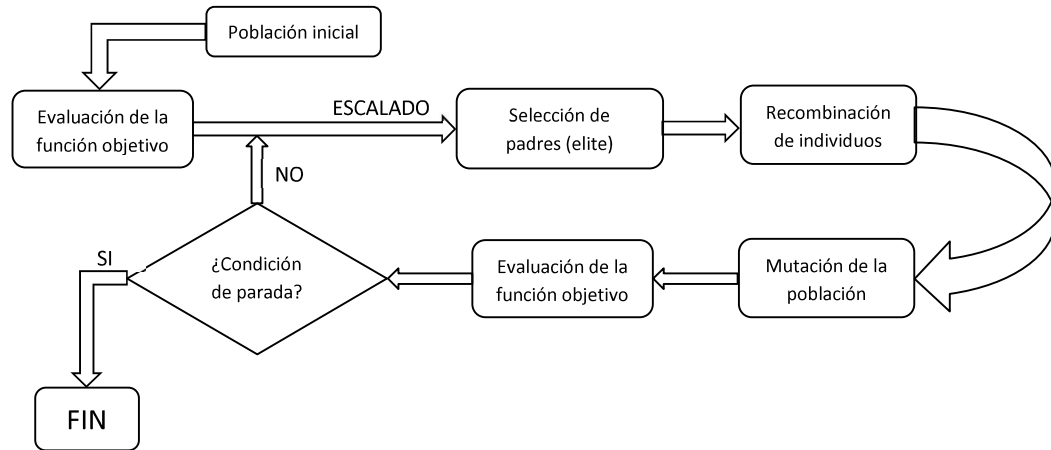 Población inicial
Evaluación de la
función objetivo
ESCALADO
Selección de
padres (elite)
Recombinación
de individuos
NO
SI
¿Condición
de parada?
Evaluación de la
función objetivo
Mutación de la
población
FIN